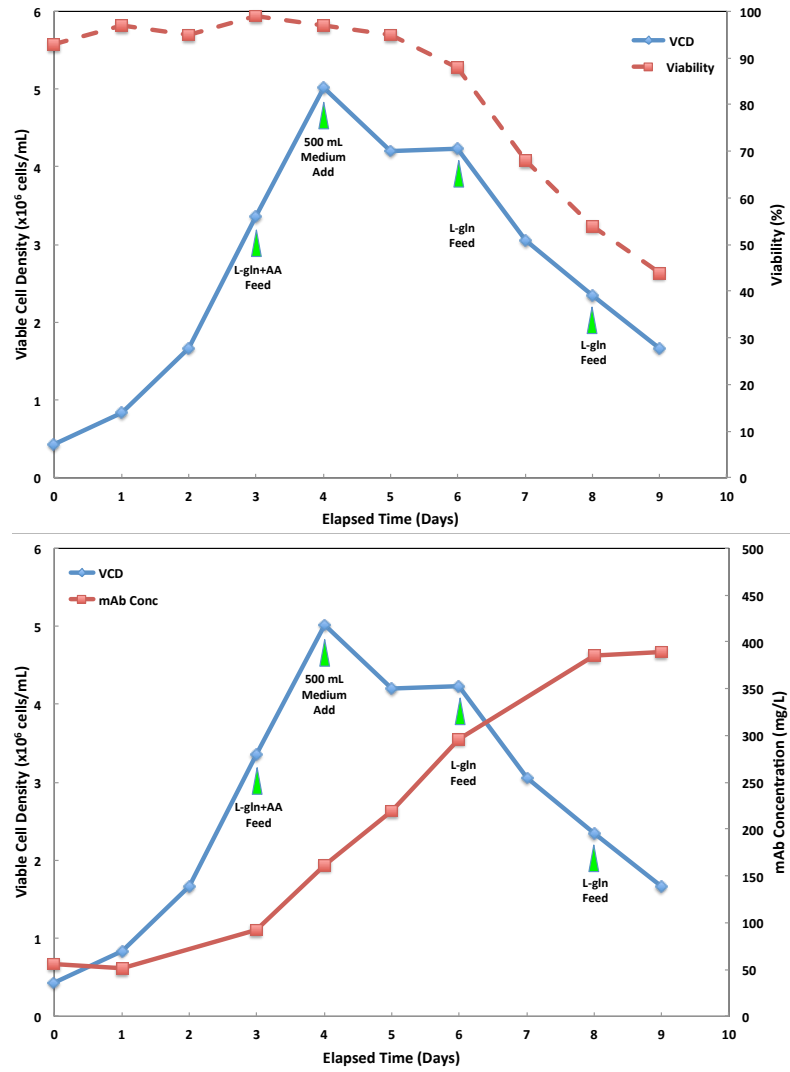 VCD
Viability
6
5
4
3
2
1
0
100
90
80
70
60
50
40
30
20
10
0
Viable Cell Density (x10⁶ cells/mL)
Viability (%)
500 mL
Medium
Add
L-gln+AA
Feed
L-gln
Feed
L-gln
Feed
0 1 2 3 4 5 6 7 8 9 10
Elapsed Time (Days)
VCD
mAb Conc
6
5
4
3
2
1
0
500
450
400
350
300
250
200
150
100
50
0
Viable Cell Density (x10⁶ cells/mL)
mAb Concentration (mg/L)
500 mL
Medium
Add
L-gln+AA
Feed
L-gln
Feed
L-gln
Feed
0 1 2 3 4 5 6 7 8 9 10
Elapsed Time (Days)